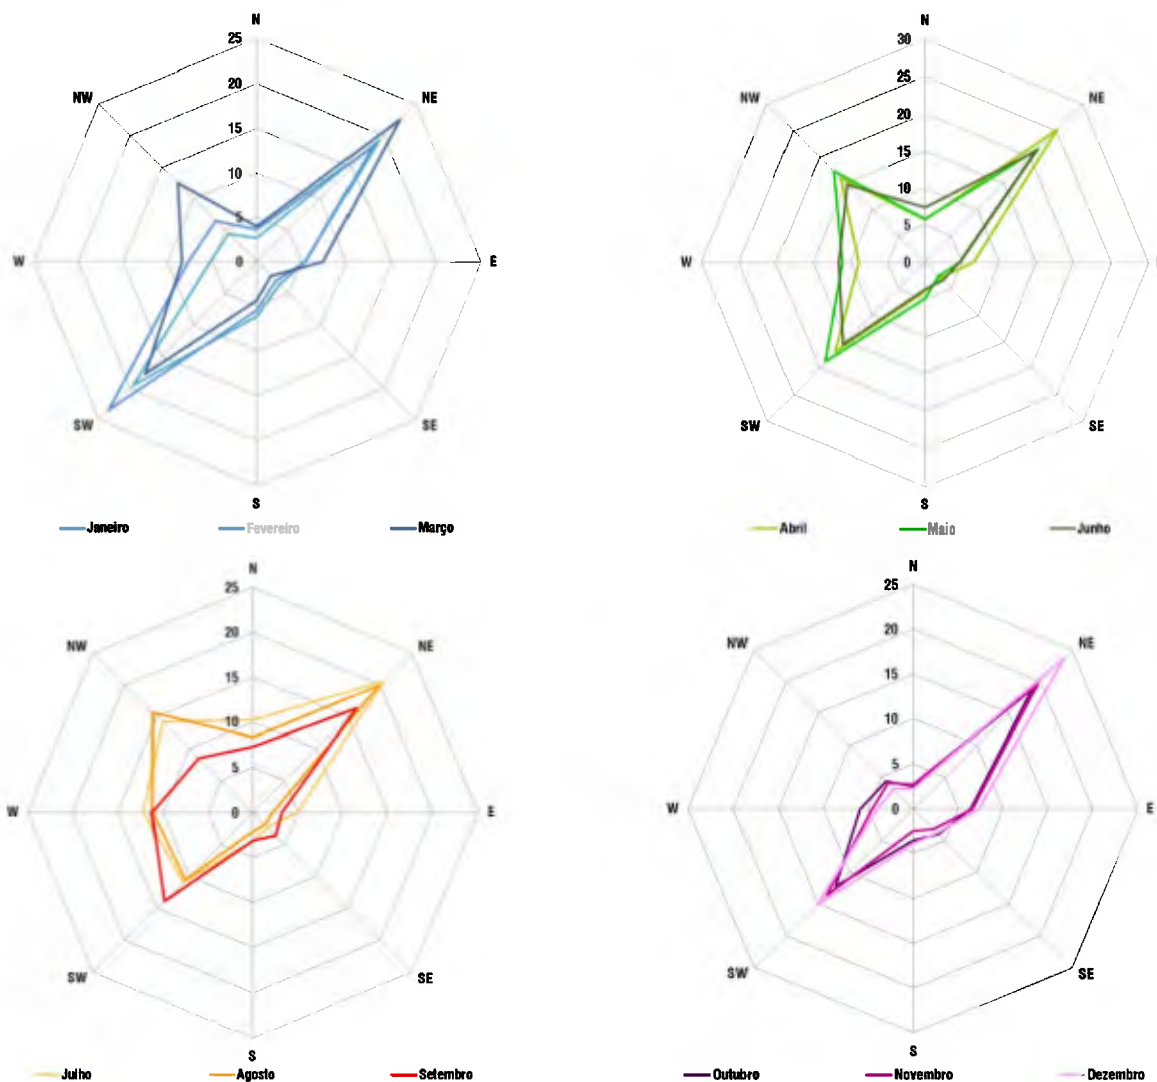 N
25
20
15
10
5
0
NW
NE
W
E
SW
SE
S
Janeiro Fevereiro Março
N
30
25
20
15
10
5
0
NW
NE
W
SW
SE
S
Abril Maio Junho
N
25
20
15
10
5
0
NW
NE
W
E
SW
SE
S
Julho Agosto Setembro
N
25
20
15
10
5
0
NW
NE
W
E
SW
SE
S
Outubro Novembro Dezembro